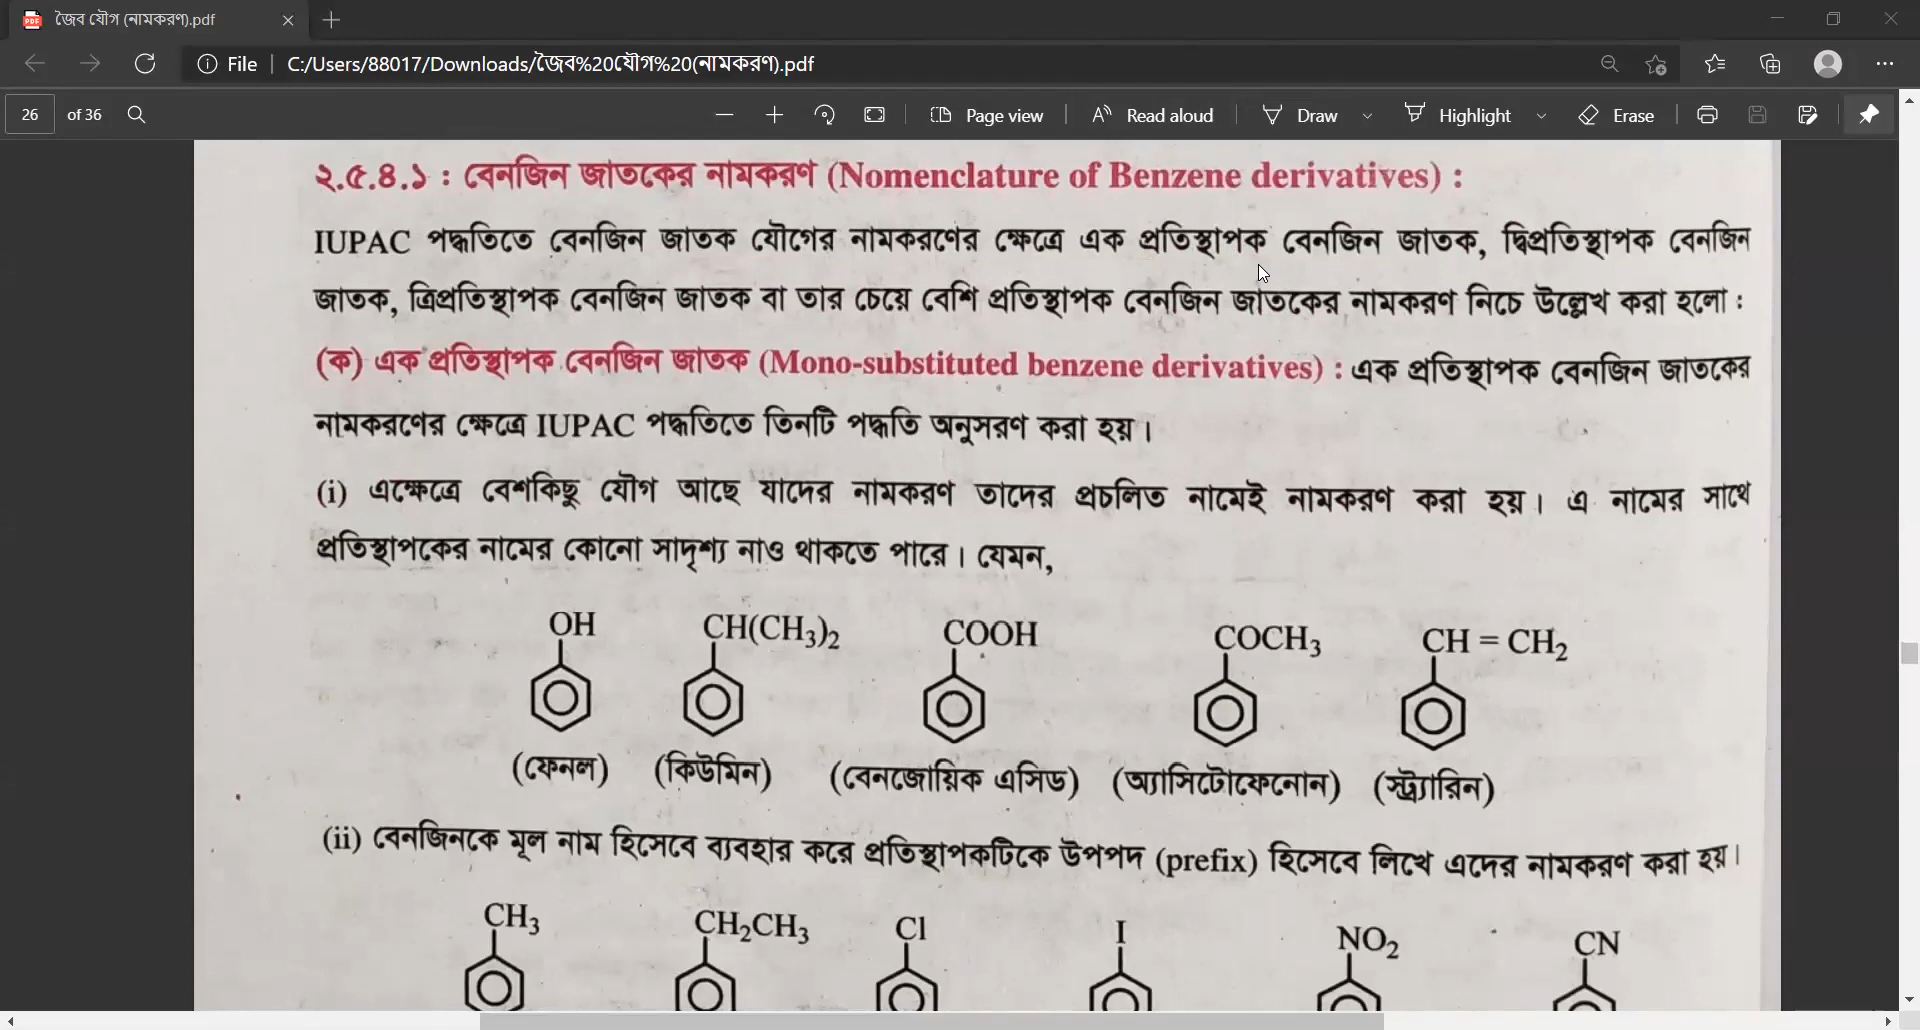 জৈব যৌগ (নামকরণ).pdf
File C:/Users/88017/Downloads/জৈব%20যৌগ%20(নামকরণ).pdf
26 of 36 Page view Read aloud Draw Highlight Erase
২.৫.৪.১ : বেনজিন জাতকের নামকরণ (Nomenclature of Benzene derivatives) :
IUPAC পদ্ধতিতে বেনজিন জাতক যৌগের নামকরণের ক্ষেত্রে এক প্রতিস্থাপক বেনজিন জাতক, দ্বিপ্রতিস্থাপক বেনজিন
জাতক, ত্রিপ্রতিস্থাপক বেনজিন জাতক বা তার চেয়ে বেশি প্রতিস্থাপক বেনজিন জাতকের নামকরণ নিচে উল্লেখ করা হলো :
(ক) এক প্রতিস্থাপক বেনজিন জাতক (Mono-substituted benzene derivatives) : এক প্রতিস্থাপক বেনজিন জাতকের
নামকরণের ক্ষেত্রে IUPAC পদ্ধতিতে তিনটি পদ্ধতি অনুসরণ করা হয়।
(i) এক্ষেত্রে বেশকিছু যৌগ আছে যাদের নামকরণ তাদের প্রচলিত নামেই নামকরণ করা হয়। এ নামের সাথে
প্রতিস্থাপকের নামের কোনো সাদৃশ্য নাও থাকতে পারে। যেমন,
OH CH(CH₃)₂ COOH COCH₃ CH = CH₂
(ফেনল) (কিউমিন) (বেনজোয়িক এসিড) (অ্যাসিটোফেনোন) (স্ট্র্যারিন)
(ii) বেনজিনকে মূল নাম হিসেবে ব্যবহার করে প্রতিস্থাপকটিকে উপপদ (prefix) হিসেবে লিখে এদের নামকরণ করা হয়।
CH₃ CH₂CH₃ Cl I NO₂ CN